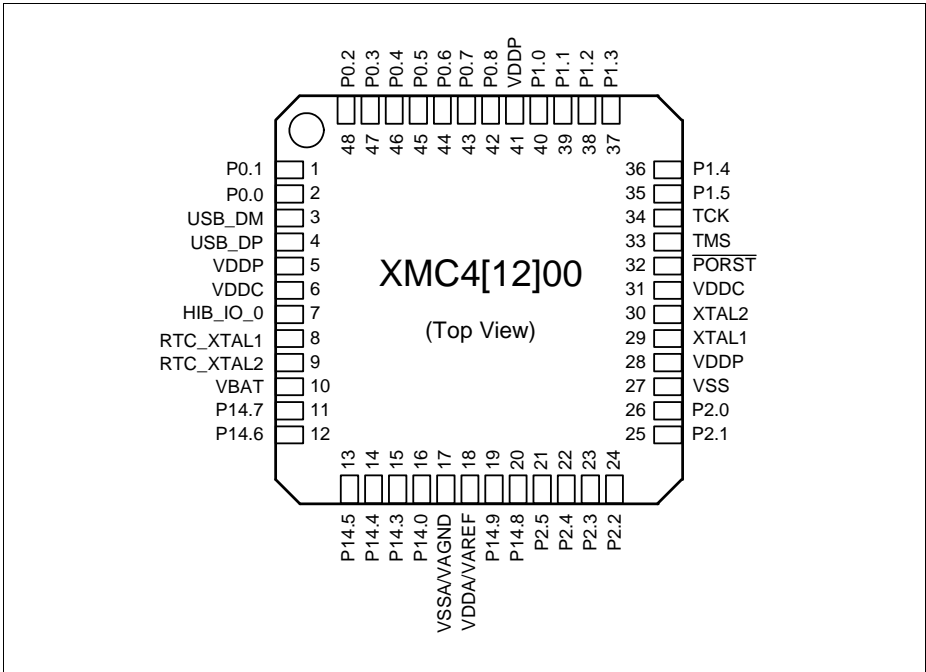 P0.2 P0.3 P0.4 P0.5 P0.6 P0.7 P0.8 VDDP P1.0 P1.1 P1.2 P1.3
48 47 46 45 44 43 42 41 40 39 38 37
P0.1 1 36 P1.4
P0.0 2 35 P1.5
USB_DM 3 34 TCK
USB_DP 4 33 TMS
VDDP 5 32 PORST
VDDC 6 31 VDDC
HIB_IO_0 7 30 XTAL2
RTC_XTAL1 8 29 XTAL1
RTC_XTAL2 9 28 VDDP
VBAT 10 27 VSS
P14.7 11 26 P2.0
P14.6 12 25 P2.1
XMC4[12]00
(Top View)
13 14 15 16 17 18 19 20 21 22 23 24
P14.5 P14.4 P14.3 P14.0 VSSA/VAGND VDDA/VAREF P14.9 P14.8 P2.5 P2.4 P2.3 P2.2